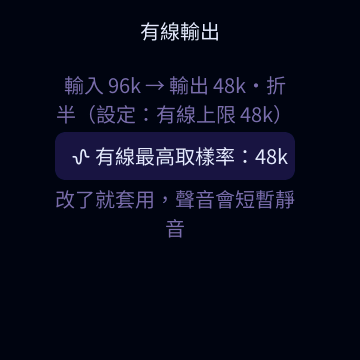 有線輸出
輸入 96k → 輸出 48k・折
半（設定：有線上限 48k）
有線最高取樣率：48k
改了就套用，聲音會短暫靜
音